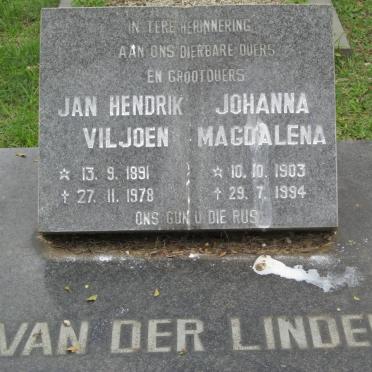 IN TERE HERINNERING
AAN ONS DIERBARE OUERS
EN GROOTOUERS
JAN HENDRIK VILJOEN
☆ 13. 9. 1891
† 27. 11. 1978
JOHANNA MAGDALENA
☆ 10. 10. 1903
† 29. 7. 1994
ONS GUN U DIE RUS
VAN DER LINDE